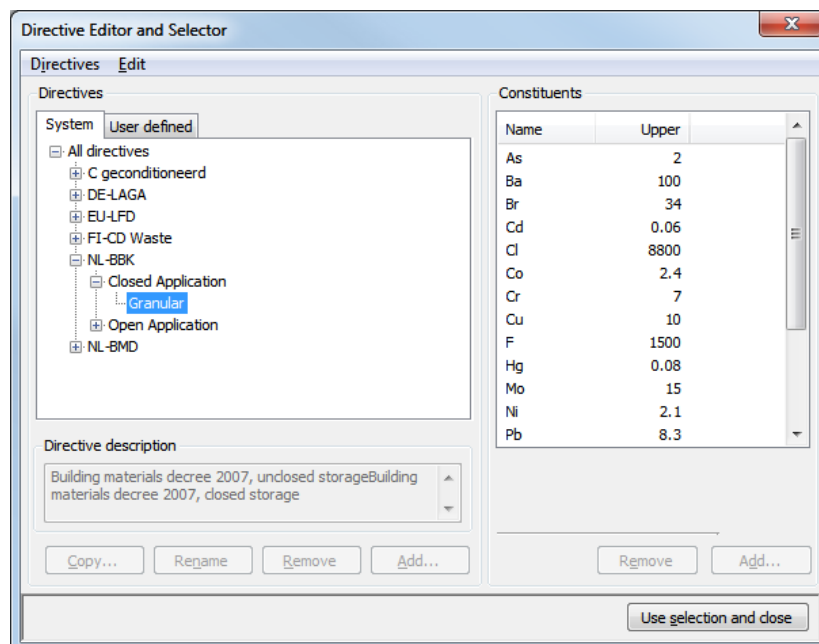 Directive Editor and Selector
Directives Edit
Directives
System User defined
All directives
C geconditioneerd
DE-LAGA
EU-LFD
FI-CD Waste
NL-BBK
Closed Application
Granular
Open Application
NL-BMD
Directive description
Building materials decree 2007, unclosed storageBuilding
materials decree 2007, closed storage
Copy... Rename Remove Add...
Constituents
Name Upper
As 2
Ba 100
Br 34
Cd 0.06
Cl 8800
Co 2.4
Cr 7
Cu 10
F 1500
Hg 0.08
Mo 15
Ni 2.1
Pb 8.3
Remove Add...
Use selection and close